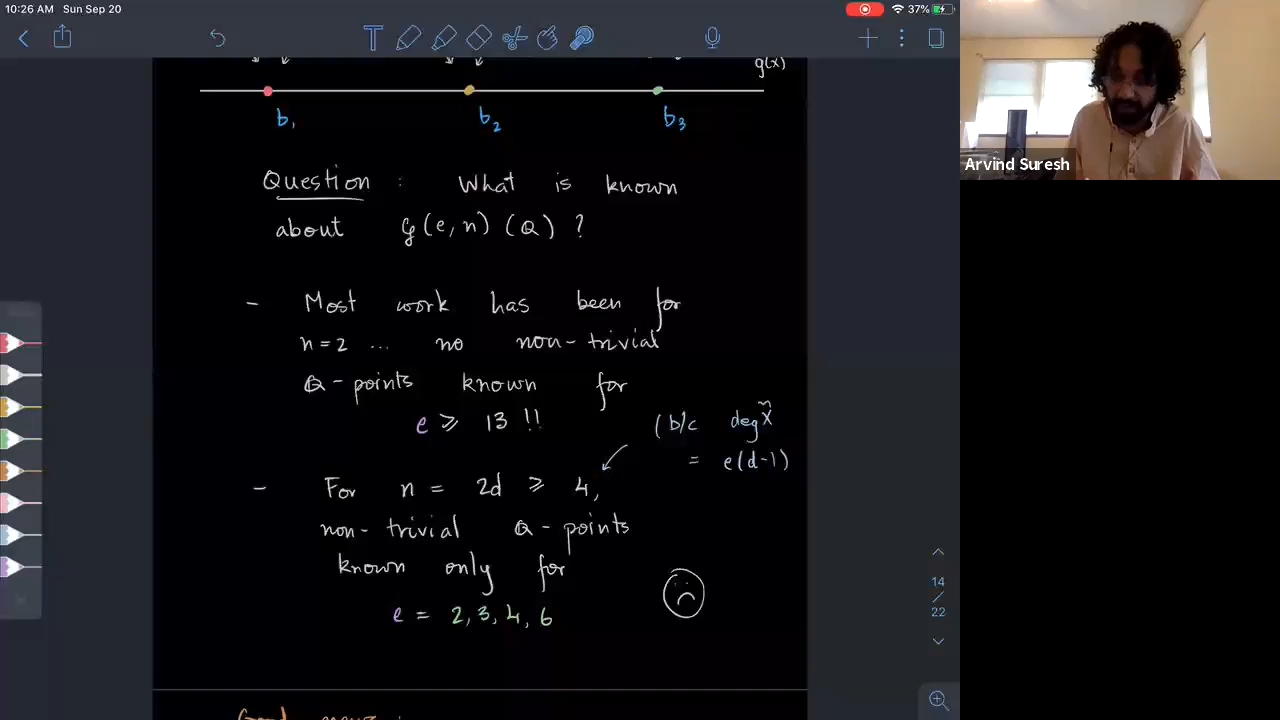 10:26 AM Sun Sep 20
37%
g(x)
b₁ b₂ b₃
Question : What is known
about G(e,n) (Q) ?
- Most work has been for
n=2 ... no non-trivial
Q-points known for
e ≥ 13 !!
(b/c deg X̃
= e(d-1)
- For n = 2d ≥ 4,
non-trivial Q-points
known only for
e = 2,3,4,6
14
/
22
Arvind Suresh